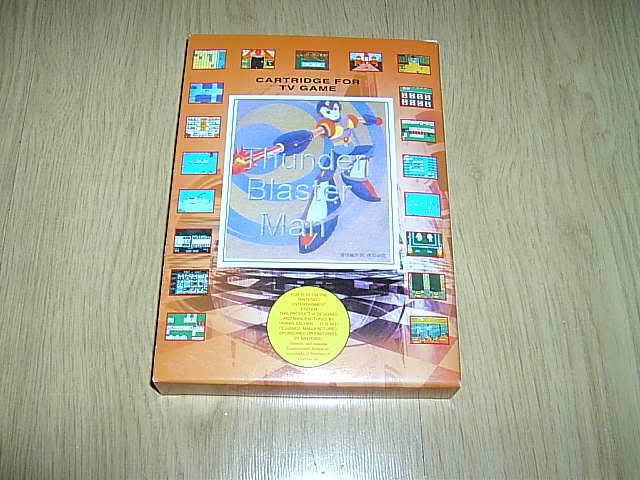 CARTRIDGE FOR
TV GAME
Thunder
Blaster
Man
FOR PLAY ON THE
NINTENDO
ENTERTAINMENT
SYSTEM
THIS PRODUCT IS DESIGNED
AND MANUFACTURED BY
IT IS NOT
DESIGNED, MANUFACTURED
SPONSORED OR ENDORSED
BY NINTENDO